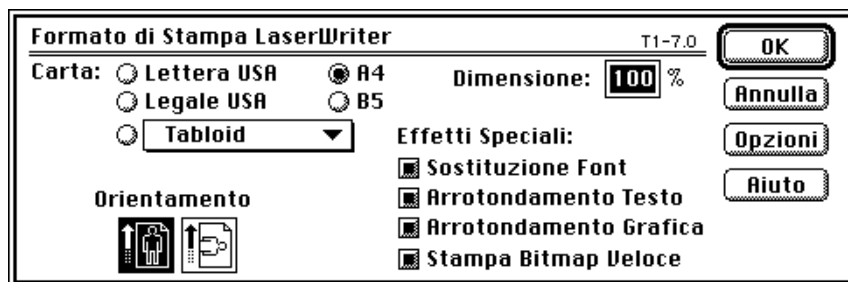 Formato di Stampa LaserWriter T1-7.0 OK
Carta: Lettera USA A4 Dimensione: 100 %
Legale USA B5 Annulla
Tabloid Effetti Speciali: Opzioni
Sostituzione Font
Orientamento Arrotondamento Testo Aiuto
Arrotondamento Grafica
Stampa Bitmap Veloce